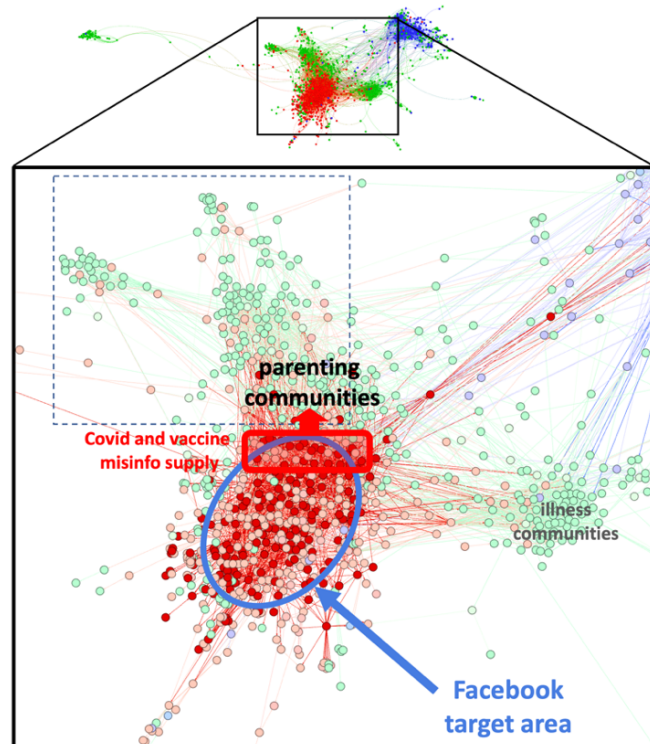 parenting
communities
Covid and vaccine
misinfo supply
illness
communities
Facebook
target area